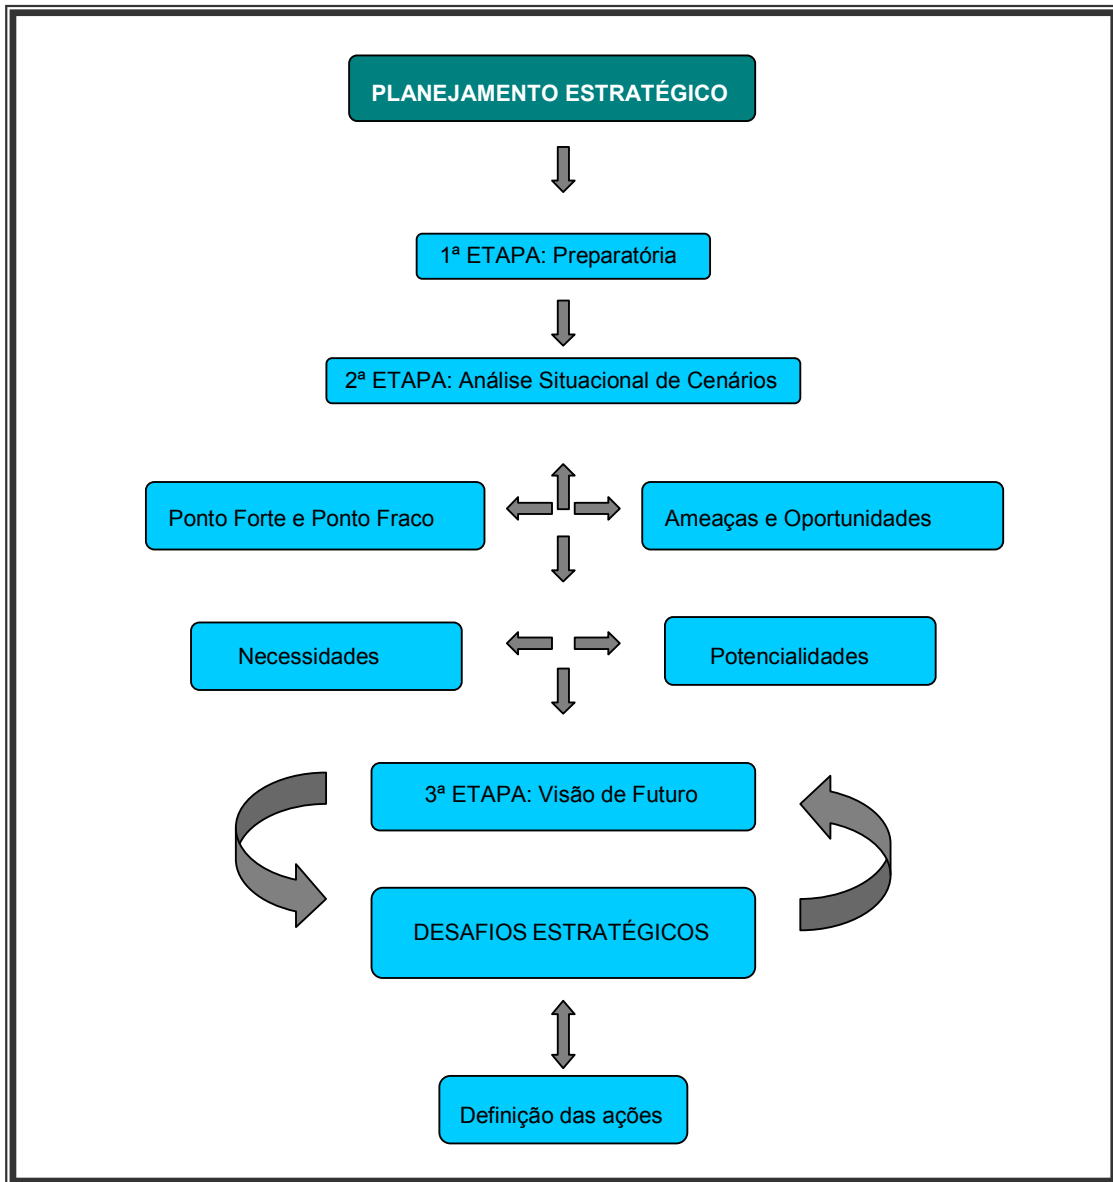 PLANEJAMENTO ESTRATÉGICO
1ª ETAPA: Preparatória
2ª ETAPA: Análise Situacional de Cenários
Ponto Forte e Ponto Fraco
Ameaças e Oportunidades
Necessidades
Potencialidades
3ª ETAPA: Visão de Futuro
DESAFIOS ESTRATÉGICOS
Definição das ações